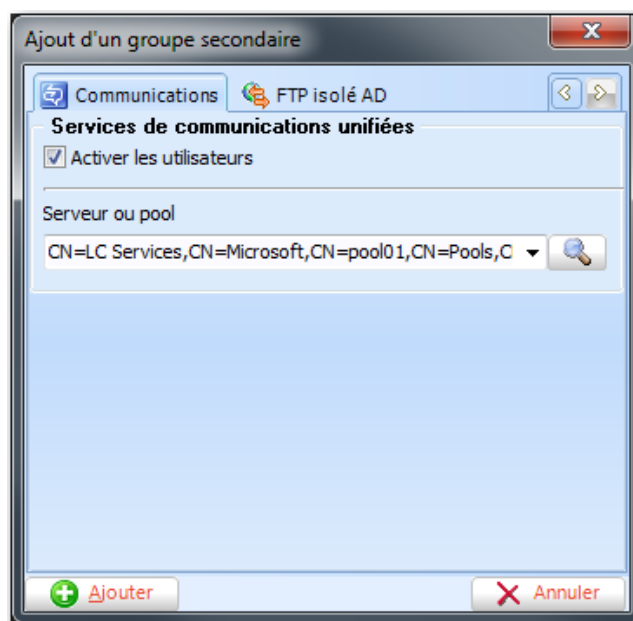 Ajout d'un groupe secondaire
Communications FTP isolé AD
Services de communications unifiées
Activer les utilisateurs
Serveur ou pool
CN=LC Services,CN=Microsoft,CN=pool01,CN=Pools,C
Ajouter Annuler